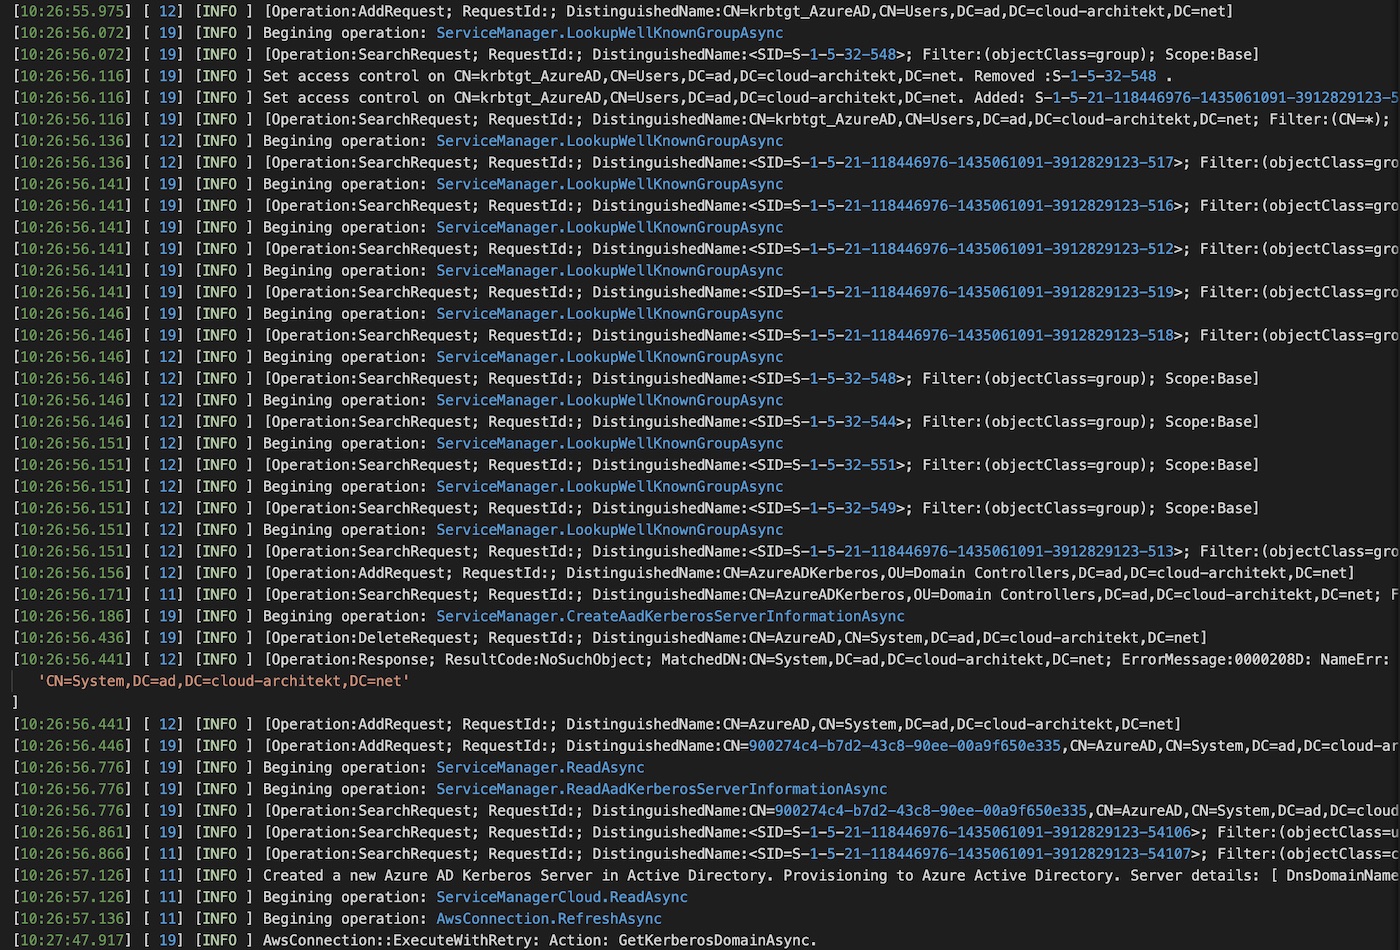 [10:26:55.975] [ 12] [INFO ] [Operation:AddRequest; RequestId:; DistinguishedName:CN=krbtgt_AzureAD,CN=Users,DC=ad,DC=cloud-architekt,DC=net]
[10:26:56.072] [ 19] [INFO ] Begining operation: ServiceManager.LookupWellKnownGroupAsync
[10:26:56.072] [ 19] [INFO ] [Operation:SearchRequest; RequestId:; DistinguishedName:<SID=S-1-5-32-548>; Filter:(objectClass=group); Scope:Base]
[10:26:56.116] [ 19] [INFO ] Set access control on CN=krbtgt_AzureAD,CN=Users,DC=ad,DC=cloud-architekt,DC=net. Removed :S-1-5-32-548 .
[10:26:56.116] [ 19] [INFO ] Set access control on CN=krbtgt_AzureAD,CN=Users,DC=ad,DC=cloud-architekt,DC=net. Added: S-1-5-21-118446976-1435061091-3912829123-5
[10:26:56.116] [ 19] [INFO ] [Operation:SearchRequest; RequestId:; DistinguishedName:CN=krbtgt_AzureAD,CN=Users,DC=ad,DC=cloud-architekt,DC=net; Filter:(CN=*);
[10:26:56.136] [ 12] [INFO ] Begining operation: ServiceManager.LookupWellKnownGroupAsync
[10:26:56.136] [ 12] [INFO ] [Operation:SearchRequest; RequestId:; DistinguishedName:<SID=S-1-5-21-118446976-1435061091-3912829123-517>; Filter:(objectClass=gro
[10:26:56.141] [ 19] [INFO ] Begining operation: ServiceManager.LookupWellKnownGroupAsync
[10:26:56.141] [ 19] [INFO ] [Operation:SearchRequest; RequestId:; DistinguishedName:<SID=S-1-5-21-118446976-1435061091-3912829123-516>; Filter:(objectClass=gro
[10:26:56.141] [ 19] [INFO ] Begining operation: ServiceManager.LookupWellKnownGroupAsync
[10:26:56.141] [ 19] [INFO ] [Operation:SearchRequest; RequestId:; DistinguishedName:<SID=S-1-5-21-118446976-1435061091-3912829123-512>; Filter:(objectClass=gro
[10:26:56.141] [ 19] [INFO ] Begining operation: ServiceManager.LookupWellKnownGroupAsync
[10:26:56.141] [ 19] [INFO ] [Operation:SearchRequest; RequestId:; DistinguishedName:<SID=S-1-5-21-118446976-1435061091-3912829123-519>; Filter:(objectClass=gro
[10:26:56.146] [ 19] [INFO ] Begining operation: ServiceManager.LookupWellKnownGroupAsync
[10:26:56.146] [ 19] [INFO ] [Operation:SearchRequest; RequestId:; DistinguishedName:<SID=S-1-5-21-118446976-1435061091-3912829123-518>; Filter:(objectClass=gro
[10:26:56.146] [ 12] [INFO ] Begining operation: ServiceManager.LookupWellKnownGroupAsync
[10:26:56.146] [ 12] [INFO ] [Operation:SearchRequest; RequestId:; DistinguishedName:<SID=S-1-5-32-548>; Filter:(objectClass=group); Scope:Base]
[10:26:56.146] [ 12] [INFO ] Begining operation: ServiceManager.LookupWellKnownGroupAsync
[10:26:56.146] [ 12] [INFO ] [Operation:SearchRequest; RequestId:; DistinguishedName:<SID=S-1-5-32-544>; Filter:(objectClass=group); Scope:Base]
[10:26:56.151] [ 12] [INFO ] Begining operation: ServiceManager.LookupWellKnownGroupAsync
[10:26:56.151] [ 12] [INFO ] [Operation:SearchRequest; RequestId:; DistinguishedName:<SID=S-1-5-32-551>; Filter:(objectClass=group); Scope:Base]
[10:26:56.151] [ 12] [INFO ] Begining operation: ServiceManager.LookupWellKnownGroupAsync
[10:26:56.151] [ 12] [INFO ] [Operation:SearchRequest; RequestId:; DistinguishedName:<SID=S-1-5-32-549>; Filter:(objectClass=group); Scope:Base]
[10:26:56.151] [ 12] [INFO ] Begining operation: ServiceManager.LookupWellKnownGroupAsync
[10:26:56.151] [ 12] [INFO ] [Operation:SearchRequest; RequestId:; DistinguishedName:<SID=S-1-5-21-118446976-1435061091-3912829123-513>; Filter:(objectClass=gro
[10:26:56.156] [ 12] [INFO ] [Operation:AddRequest; RequestId:; DistinguishedName:CN=AzureADKerberos,OU=Domain Controllers,DC=ad,DC=cloud-architekt,DC=net]
[10:26:56.171] [ 11] [INFO ] [Operation:SearchRequest; RequestId:; DistinguishedName:CN=AzureADKerberos,OU=Domain Controllers,DC=ad,DC=cloud-architekt,DC=net; F
[10:26:56.186] [ 19] [INFO ] Begining operation: ServiceManager.CreateAadKerberosServerInformationAsync
[10:26:56.436] [ 19] [INFO ] [Operation:DeleteRequest; RequestId:; DistinguishedName:CN=AzureAD,CN=System,DC=ad,DC=cloud-architekt,DC=net]
[10:26:56.441] [ 12] [INFO ] [Operation:Response; ResultCode:NoSuchObject; MatchedDN:CN=System,DC=ad,DC=cloud-architekt,DC=net; ErrorMessage:0000208D: NameErr:
'CN=System,DC=ad,DC=cloud-architekt,DC=net'
]
[10:26:56.441] [ 12] [INFO ] [Operation:AddRequest; RequestId:; DistinguishedName:CN=AzureAD,CN=System,DC=ad,DC=cloud-architekt,DC=net]
[10:26:56.446] [ 19] [INFO ] [Operation:AddRequest; RequestId:; DistinguishedName:CN=900274c4-b7d2-43c8-90ee-00a9f650e335,CN=AzureAD,CN=System,DC=ad,DC=cloud-ar
[10:26:56.776] [ 19] [INFO ] Begining operation: ServiceManager.ReadAsync
[10:26:56.776] [ 19] [INFO ] Begining operation: ServiceManager.ReadAadKerberosServerInformationAsync
[10:26:56.776] [ 19] [INFO ] [Operation:SearchRequest; RequestId:; DistinguishedName:CN=900274c4-b7d2-43c8-90ee-00a9f650e335,CN=AzureAD,CN=System,DC=ad,DC=cloud
[10:26:56.861] [ 19] [INFO ] [Operation:SearchRequest; RequestId:; DistinguishedName:<SID=S-1-5-21-118446976-1435061091-3912829123-54106>; Filter:(objectClass=u
[10:26:56.866] [ 11] [INFO ] [Operation:SearchRequest; RequestId:; DistinguishedName:<SID=S-1-5-21-118446976-1435061091-3912829123-54107>; Filter:(objectClass=c
[10:26:57.126] [ 11] [INFO ] Created a new Azure AD Kerberos Server in Active Directory. Provisioning to Azure Active Directory. Server details: [ DnsDomainName
[10:26:57.126] [ 11] [INFO ] Begining operation: ServiceManagerCloud.ReadAsync
[10:26:57.136] [ 11] [INFO ] Begining operation: AwsConnection.RefreshAsync
[10:27:47.917] [ 19] [INFO ] AwsConnection::ExecuteWithRetry: Action: GetKerberosDomainAsync.